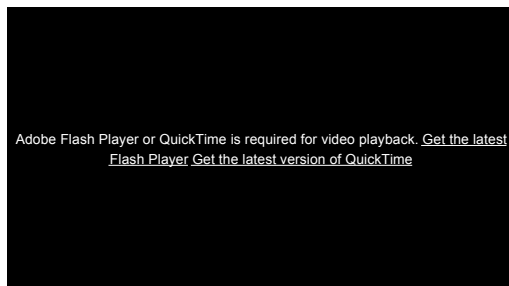 Adobe Flash Player or QuickTime is required for video playback. Get the latest
Flash Player Get the latest version of QuickTime